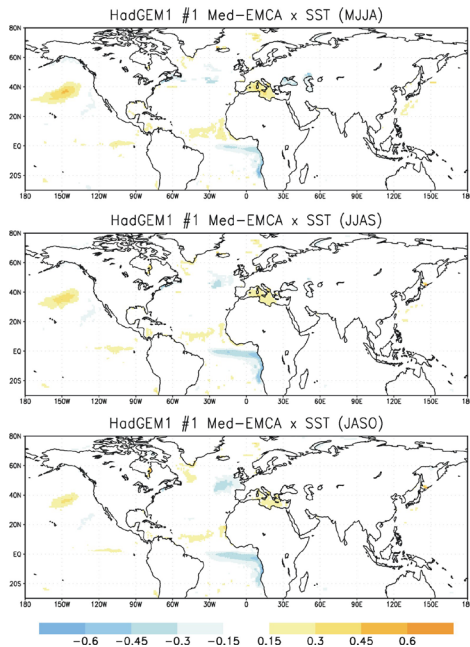 HadGEM1 #1 Med-EMCA x SST (MJJA)
80N
60N
40N
20N
EQ
20S
180 150W 120W 90W 60W 30W 0 30E 60E 90E 120E 150E 180
HadGEM1 #1 Med-EMCA x SST (JJAS)
80N
60N
40N
20N
EQ
20S
180 150W 120W 90W 60W 30W 0 30E 60E 90E 120E 150E 180
HadGEM1 #1 Med-EMCA x SST (JASO)
80N
60N
40N
20N
EQ
20S
180 150W 120W 90W 60W 30W 0 30E 60E 90E 120E 150E 180
-0.6 -0.45 -0.3 -0.15 0.15 0.3 0.45 0.6